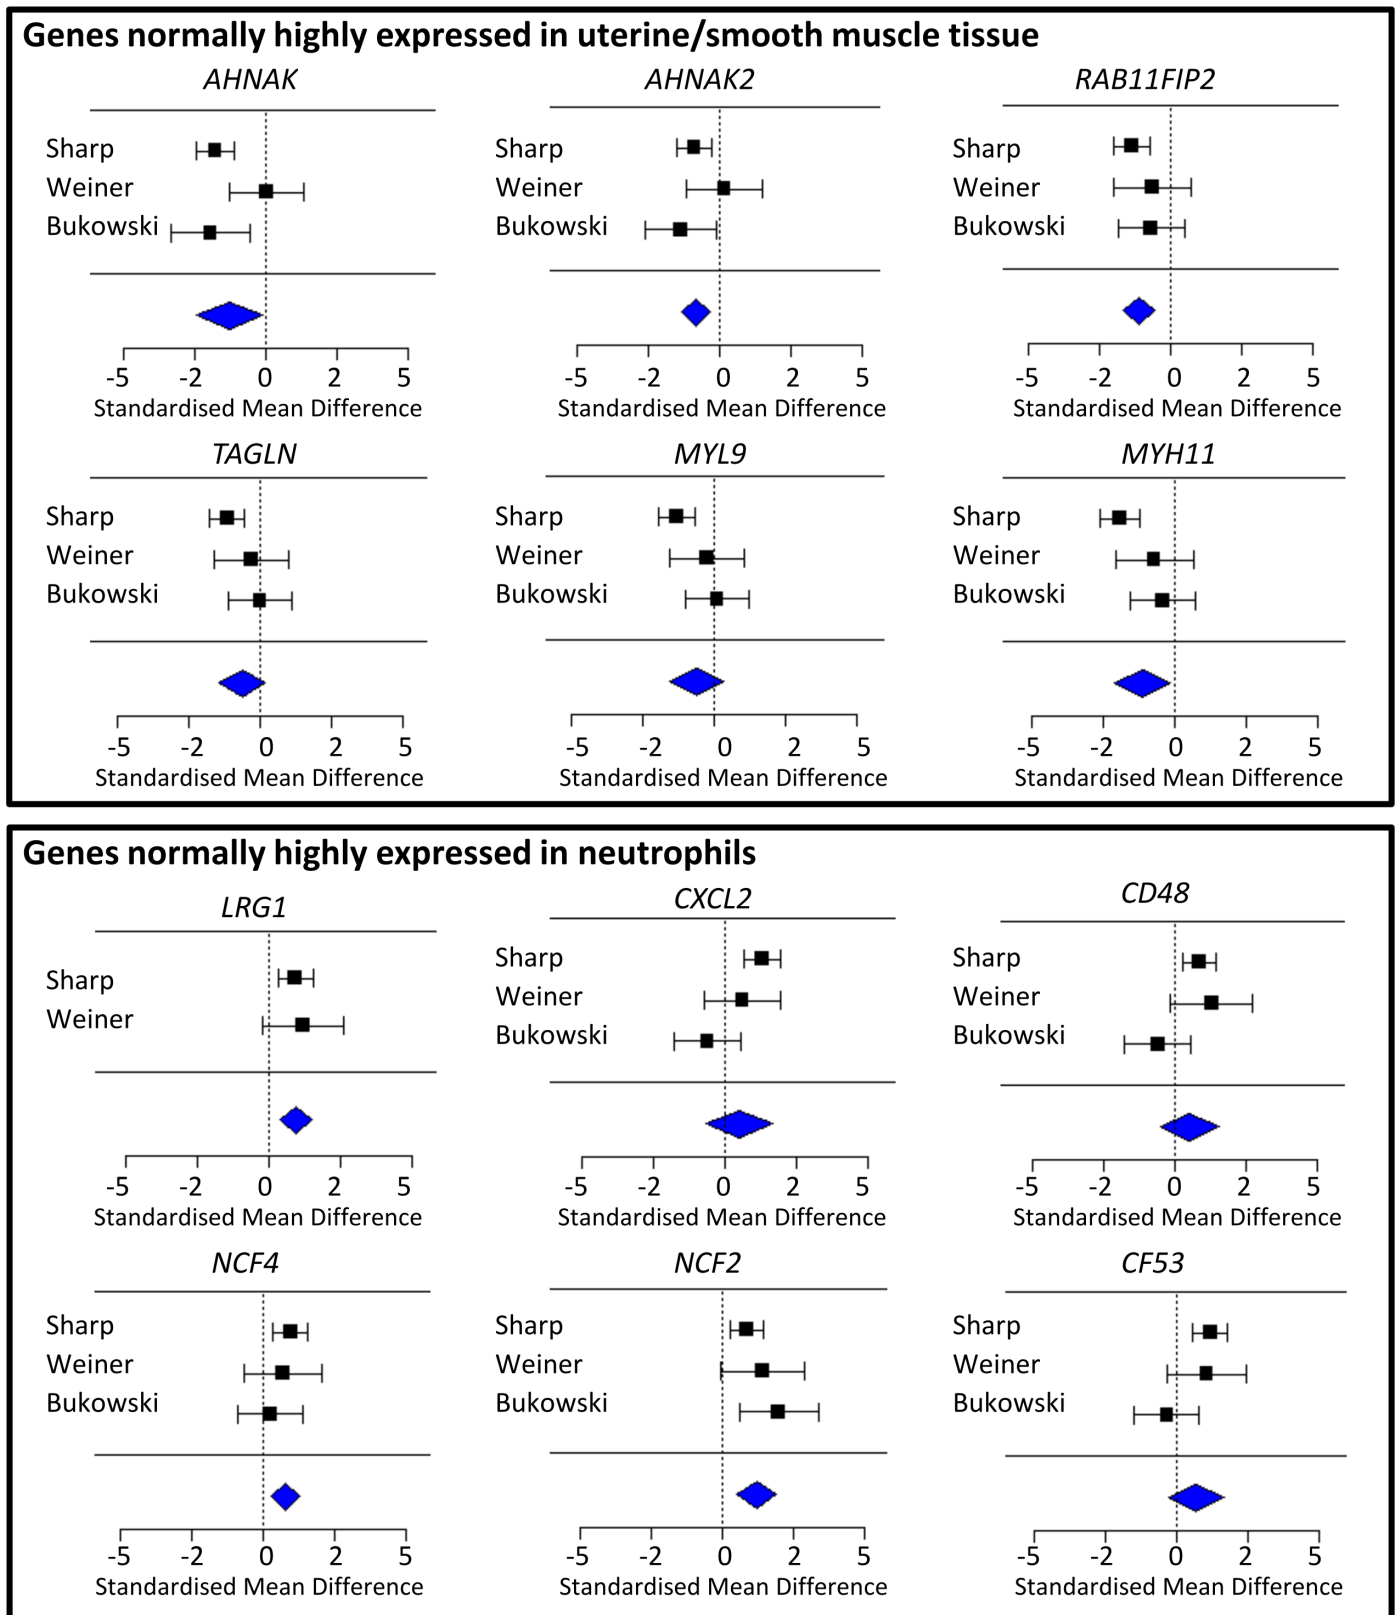 Genes normally highly expressed in uterine/smooth muscle tissue
AHNAK
Sharp
Weiner
Bukowski
-5 -2 0 2 5
Standardised Mean Difference
AHNAK2
Sharp
Weiner
Bukowski
-5 -2 0 2 5
Standardised Mean Difference
RAB11FIP2
Sharp
Weiner
Bukowski
-5 -2 0 2 5
Standardised Mean Difference
TAGLN
Sharp
Weiner
Bukowski
-5 -2 0 2 5
Standardised Mean Difference
MYL9
Sharp
Weiner
Bukowski
-5 -2 0 2 5
Standardised Mean Difference
MYH11
Sharp
Weiner
Bukowski
-5 -2 0 2 5
Standardised Mean Difference
Genes normally highly expressed in neutrophils
LRG1
Sharp
Weiner
-5 -2 0 2 5
Standardised Mean Difference
CXCL2
Sharp
Weiner
Bukowski
-5 -2 0 2 5
Standardised Mean Difference
CD48
Sharp
Weiner
Bukowski
-5 -2 0 2 5
Standardised Mean Difference
NCF4
Sharp
Weiner
Bukowski
-5 -2 0 2 5
Standardised Mean Difference
NCF2
Sharp
Weiner
Bukowski
-5 -2 0 2 5
Standardised Mean Difference
CF53
Sharp
Weiner
Bukowski
-5 -2 0 2 5
Standardised Mean Difference